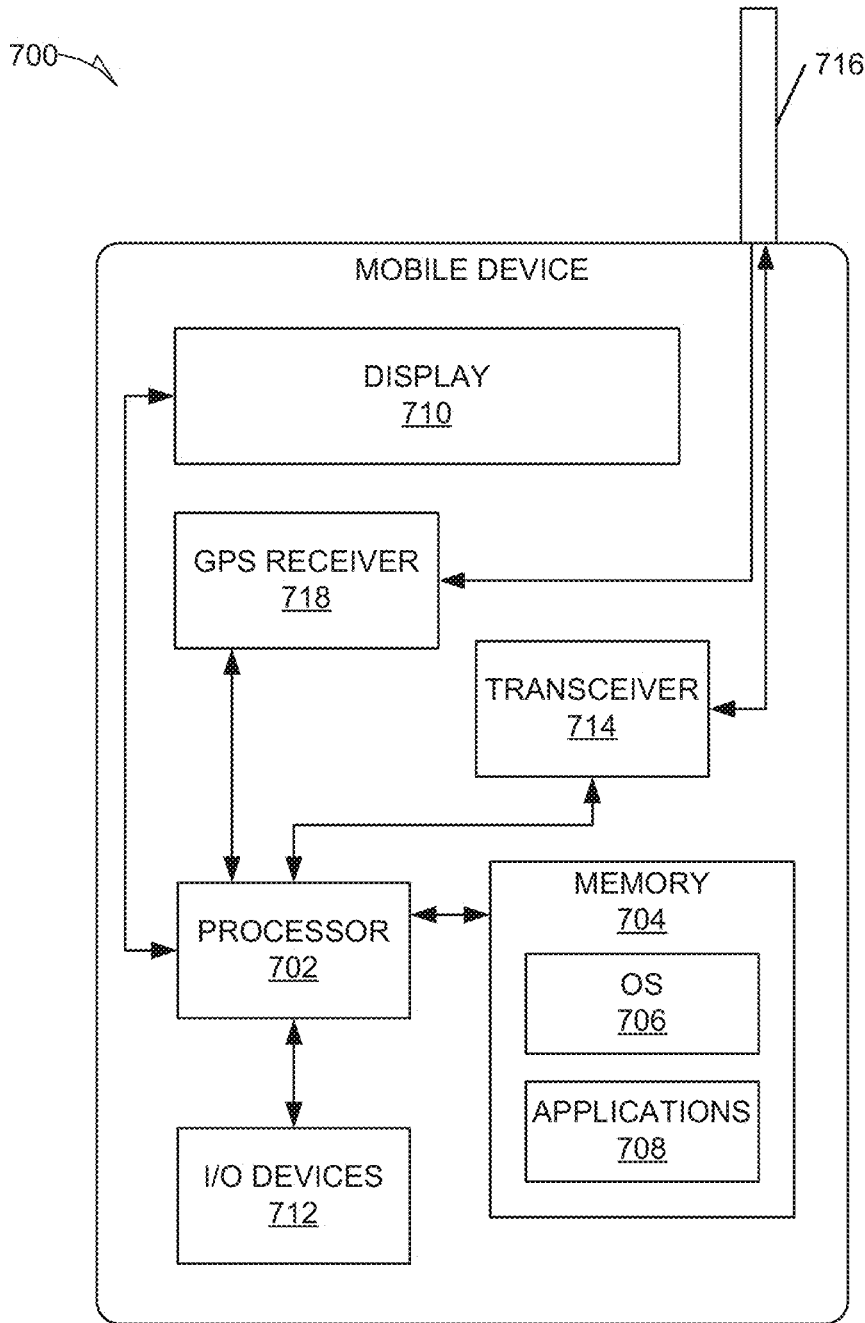 700
716
MOBILE DEVICE
DISPLAY
710
GPS RECEIVER
718
TRANSCEIVER
714
PROCESSOR
702
MEMORY
704
OS
706
APPLICATIONS
708
I/O DEVICES
712